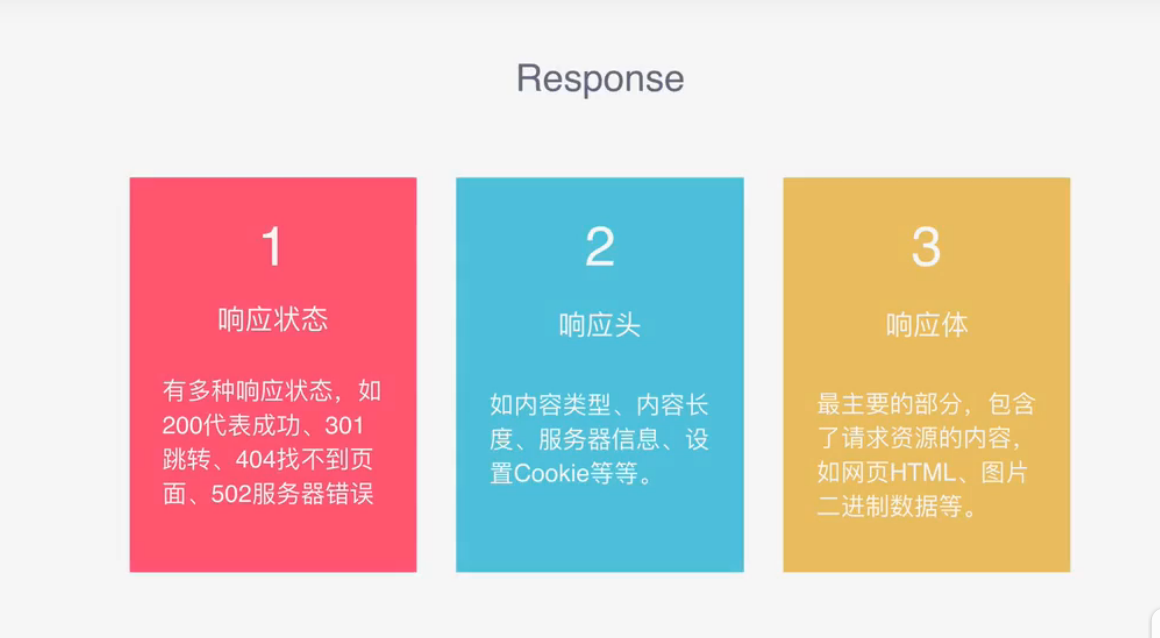 Response
1
响应状态
有多种响应状态，如
200代表成功、301
跳转、404找不到页
面、502服务器错误
2
响应头
如内容类型、内容长
度、服务器信息、设
置Cookie等等。
3
响应体
最主要的部分，包含
了请求资源的内容，
如网页HTML、图片
二进制数据等。